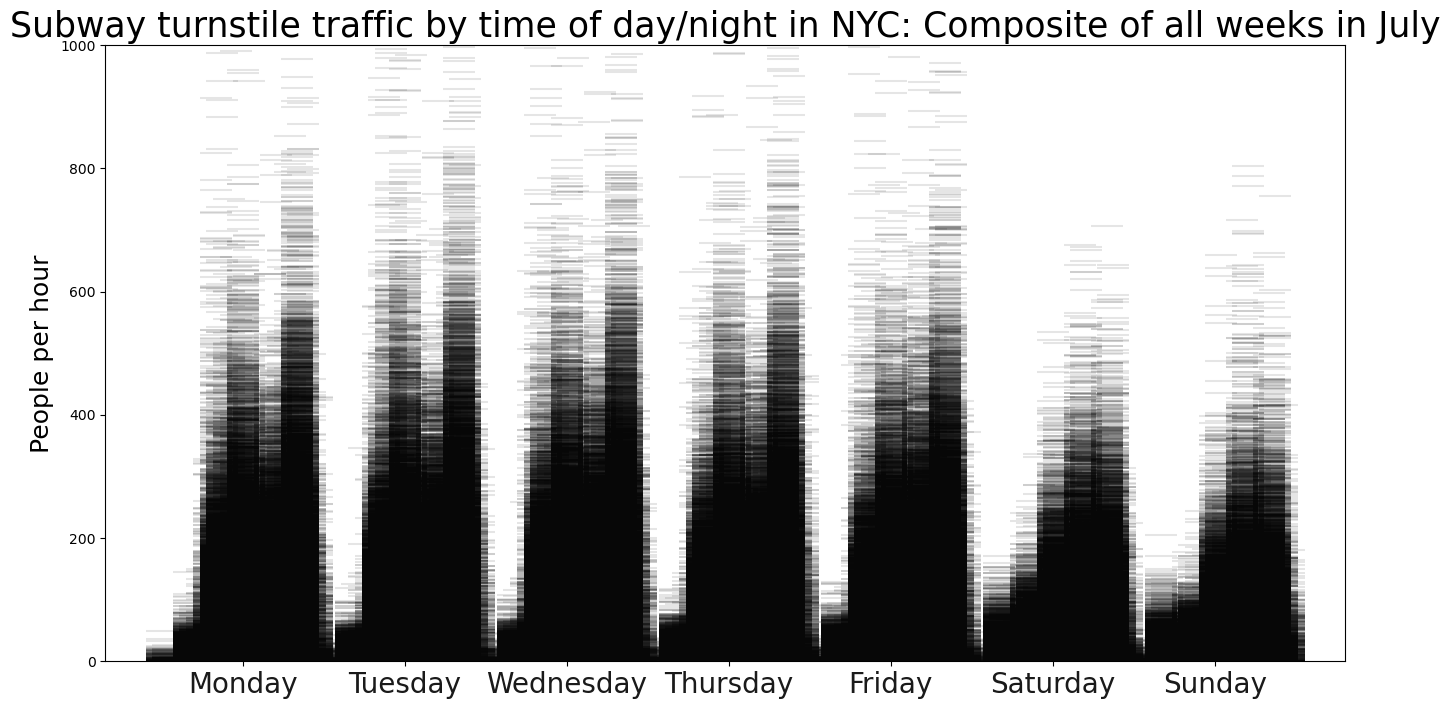 Subway turnstile traffic by time of day/night in NYC: Composite of all weeks in July
People per hour
1000
800
600
400
200
0
Monday Tuesday Wednesday Thursday Friday Saturday Sunday